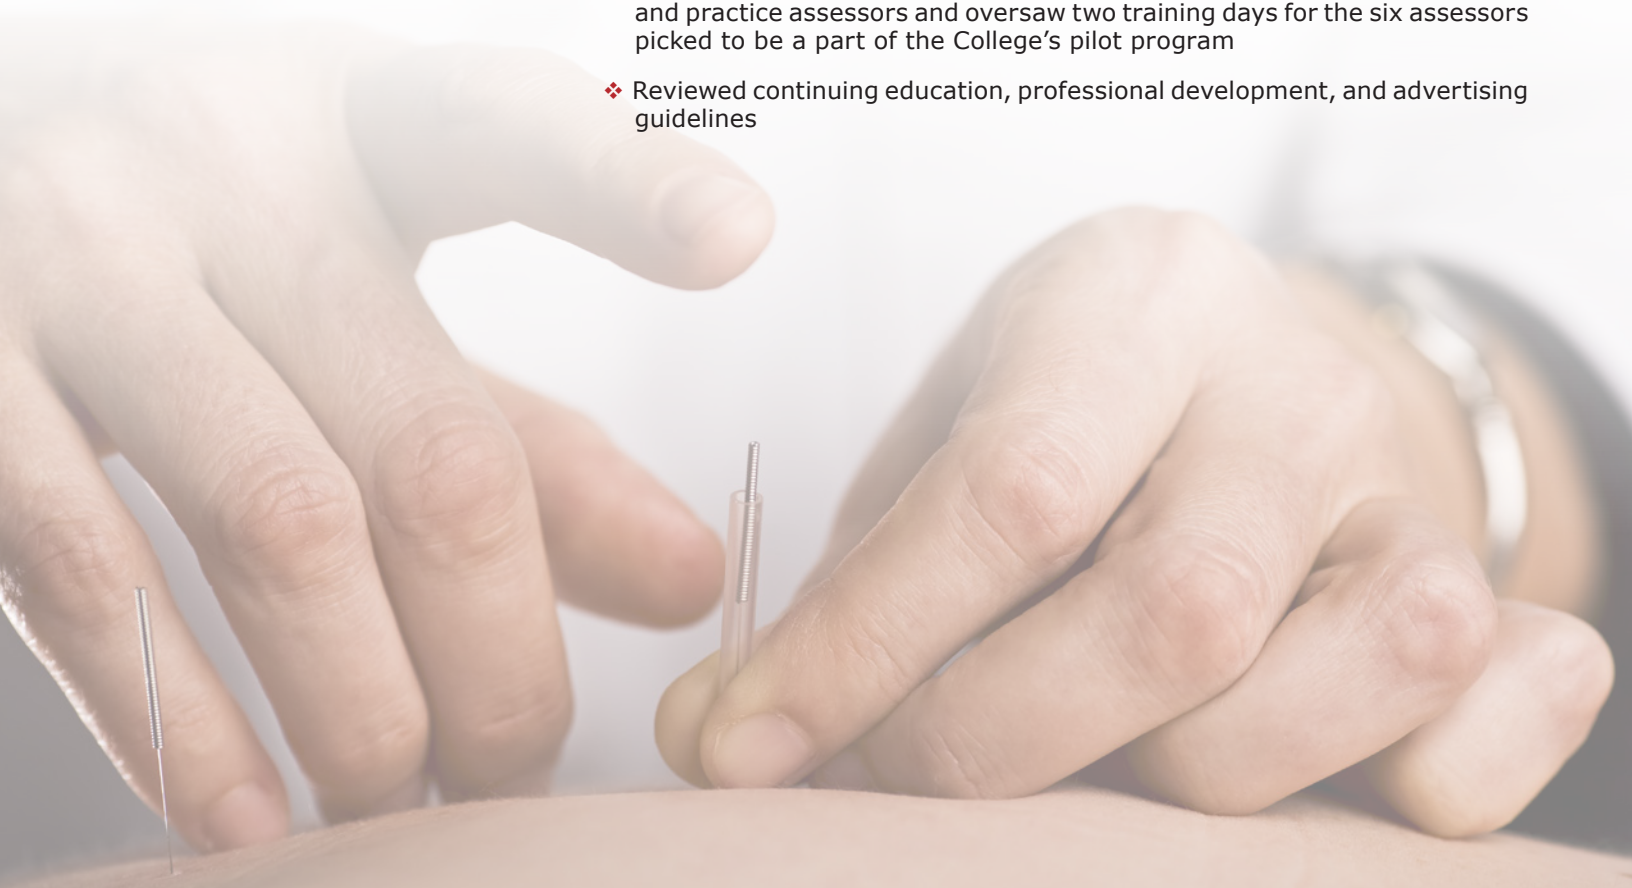 and practice assessors and oversaw two training days for the six assessors
picked to be a part of the College’s pilot program
❖ Reviewed continuing education, professional development, and advertising
guidelines